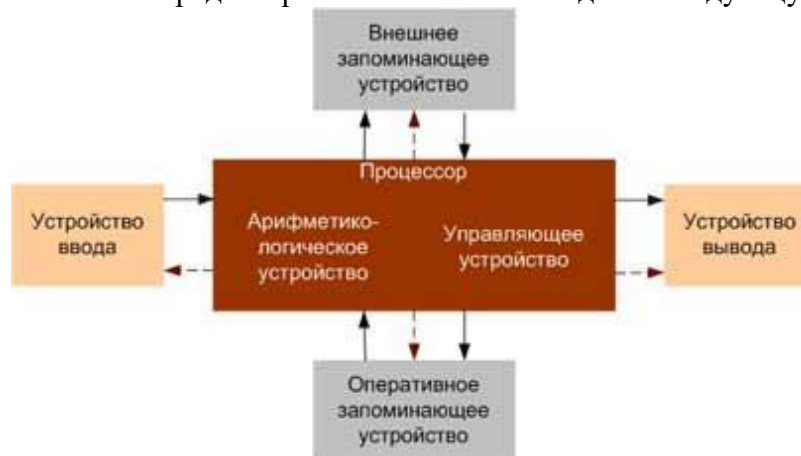 Внешнее
запоминающее
устройство
Процессор
Устройство
ввода
Арифметико-
логическое
устройство
Управляющее
устройство
Устройство
вывода
Оперативное
запоминающее
устройство